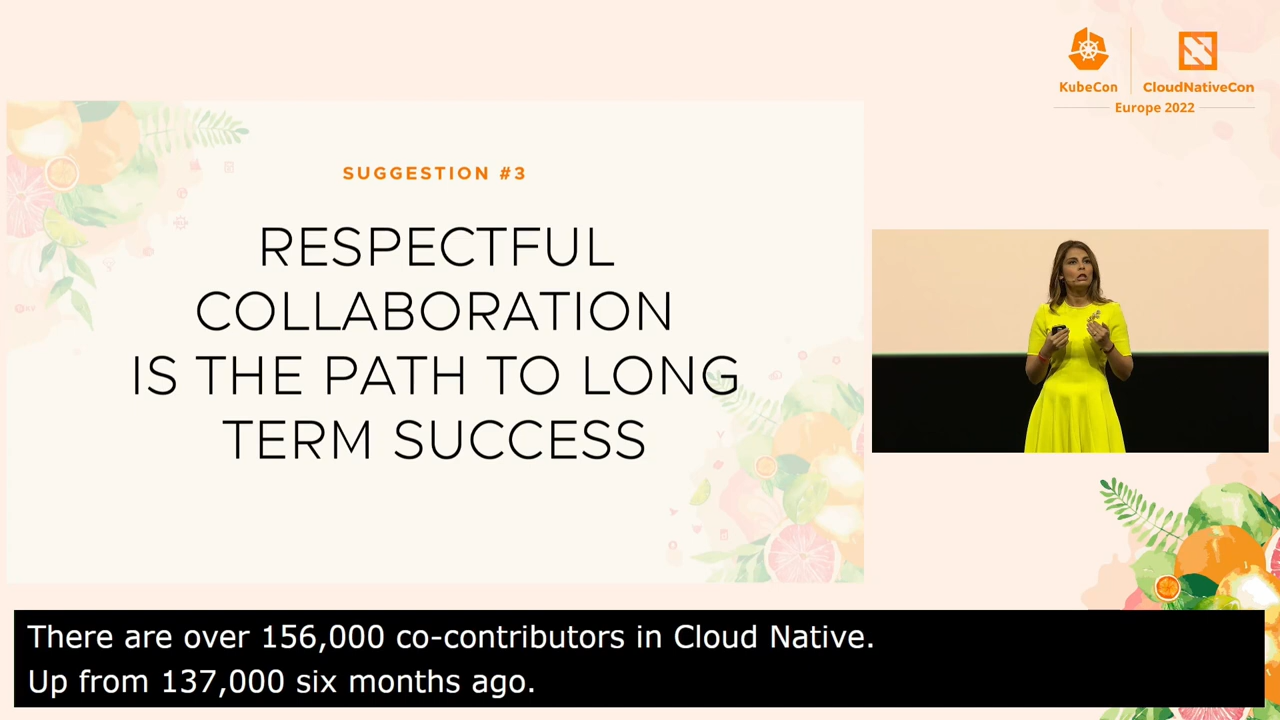 KubeCon
CloudNativeCon
Europe 2022
SUGGESTION #3
RESPECTFUL
COLLABORATION
IS THE PATH TO LONG
TERM SUCCESS
There are over 156,000 co-contributors in Cloud Native.
Up from 137,000 six months ago.